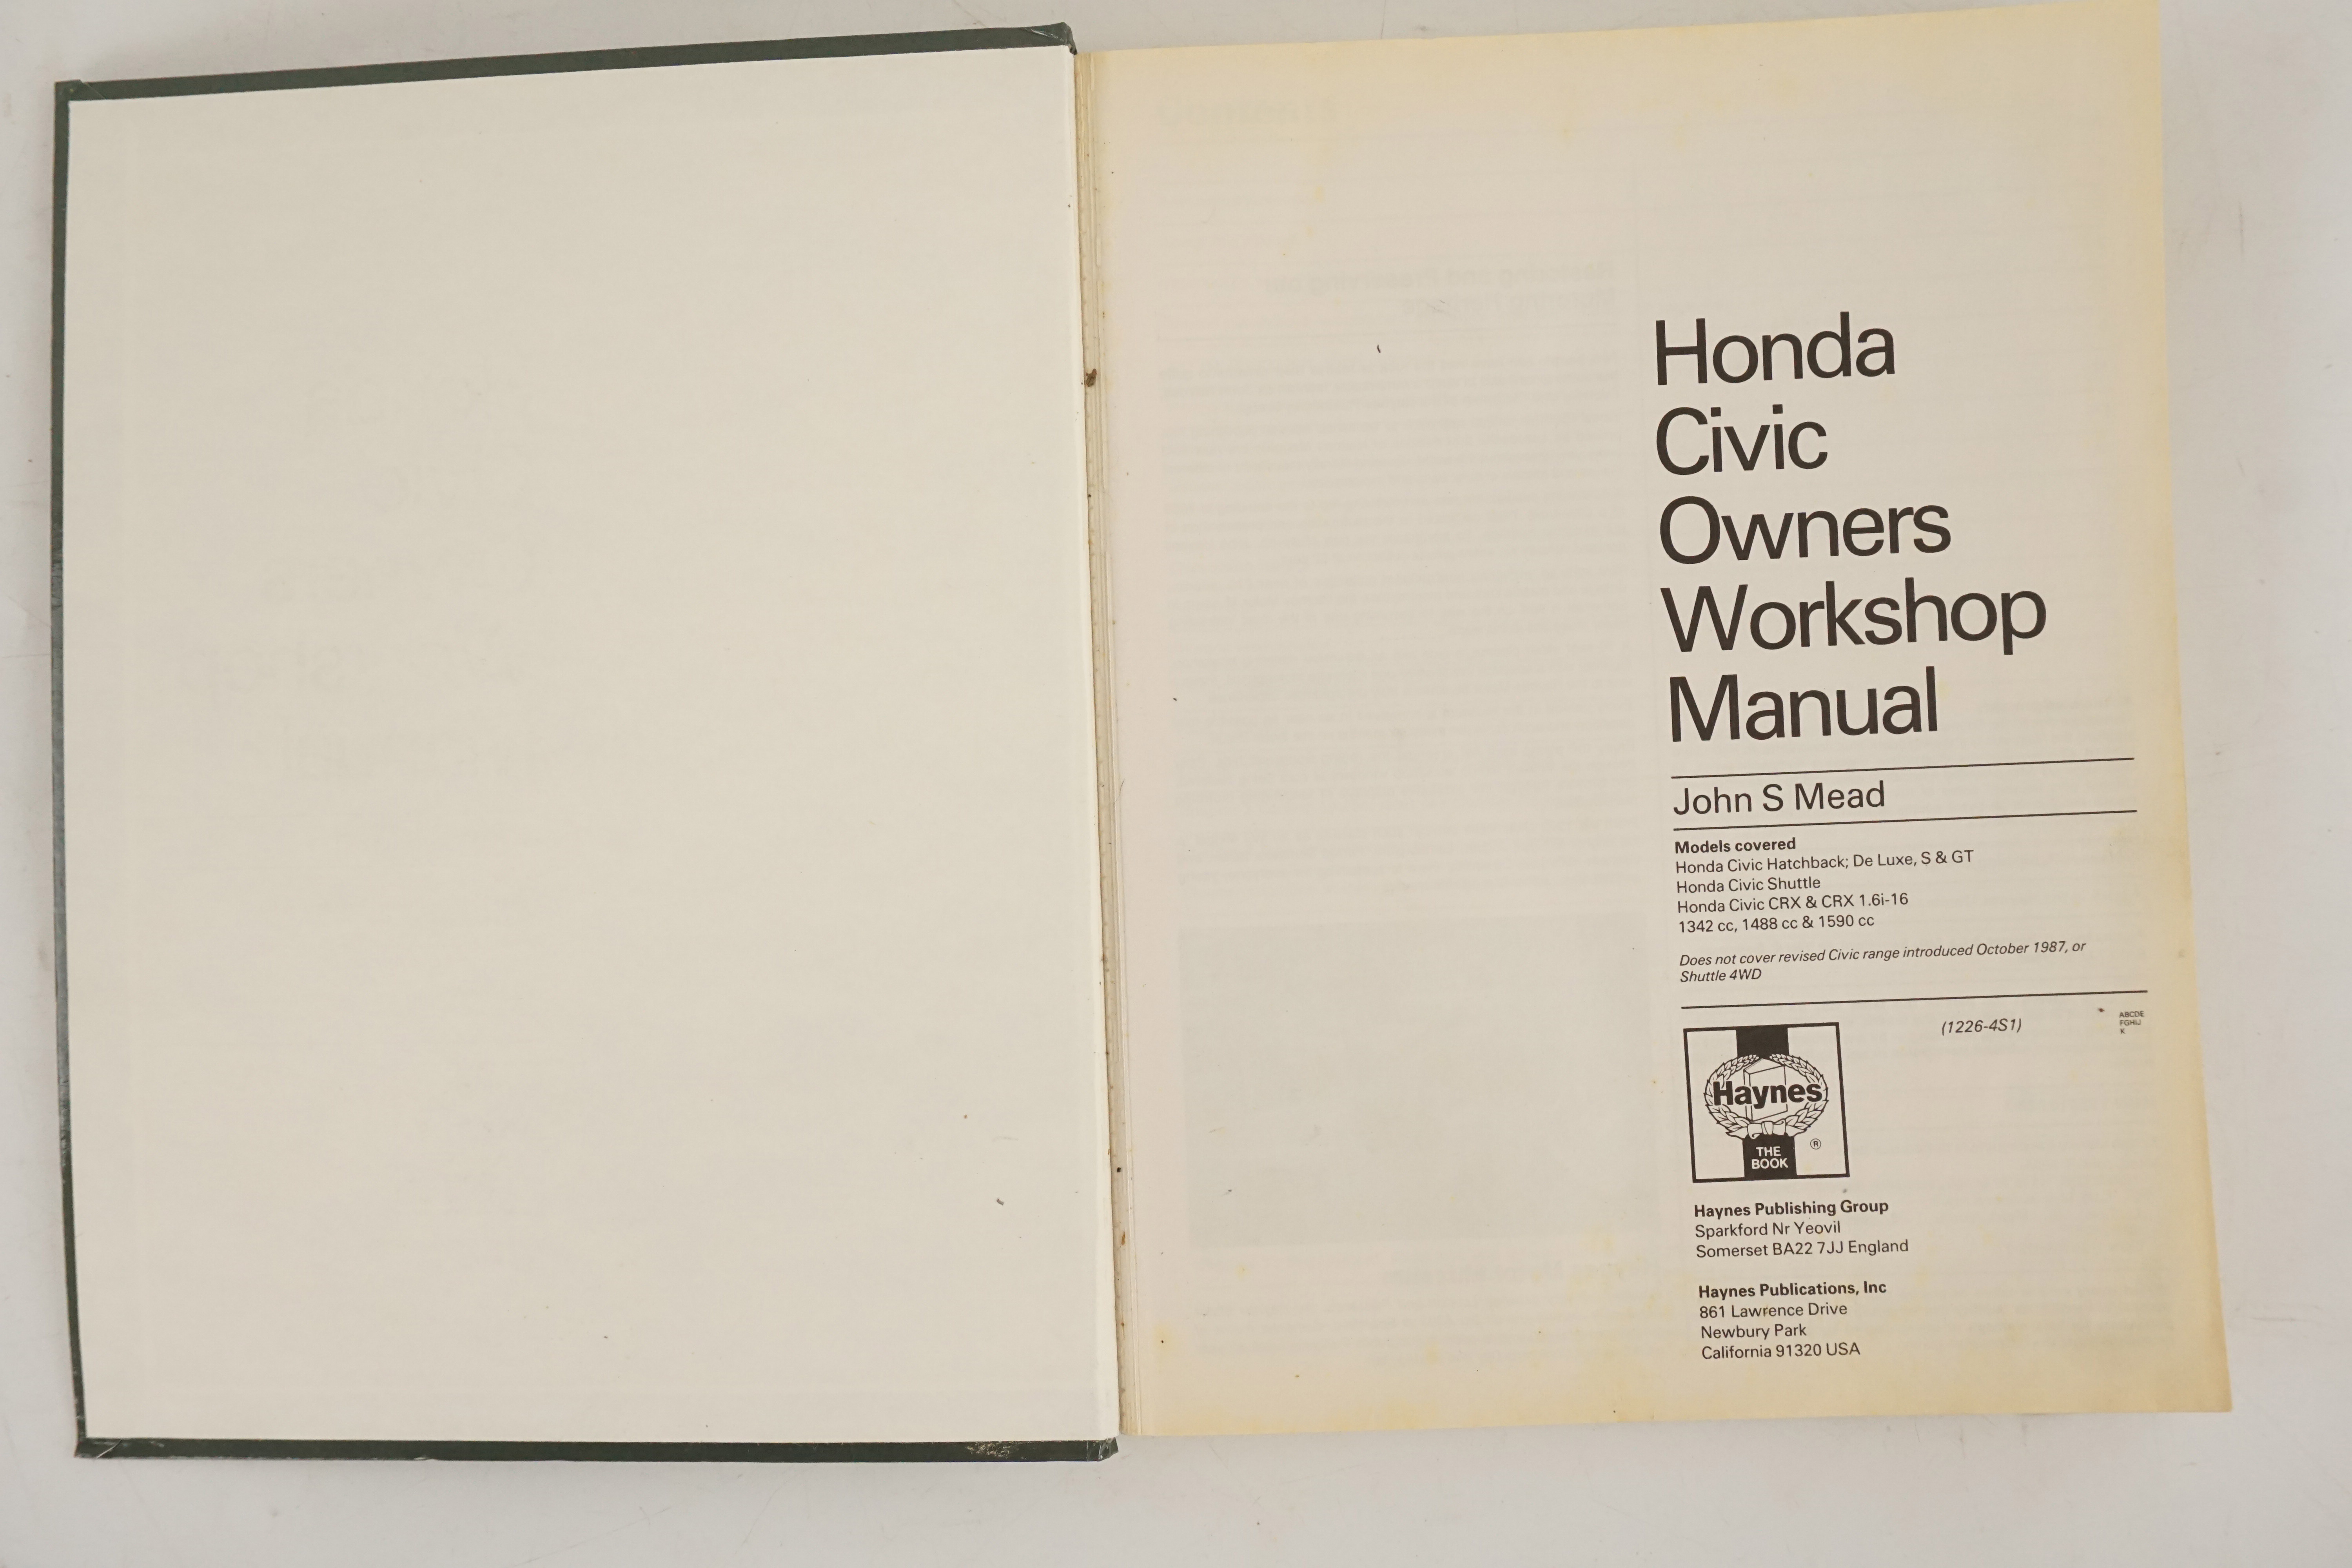 Honda
Civic
Owners
Workshop
Manual
John S Mead
Models covered
Honda Civic Hatchback; De Luxe, S & GT
Honda Civic Shuttle
Honda Civic CRX & CRX 1.6i-16
1342 cc, 1488 cc & 1590 cc
Does not cover revised Civic range introduced October 1987, or
Shuttle 4WD
(1226-4S1)
ABCDE
FGHIJ
K
Haynes
®
THE
BOOK
Haynes Publishing Group
Sparkford Nr Yeovil
Somerset BA22 7JJ England
Haynes Publications, Inc
861 Lawrence Drive
Newbury Park
California 91320 USA